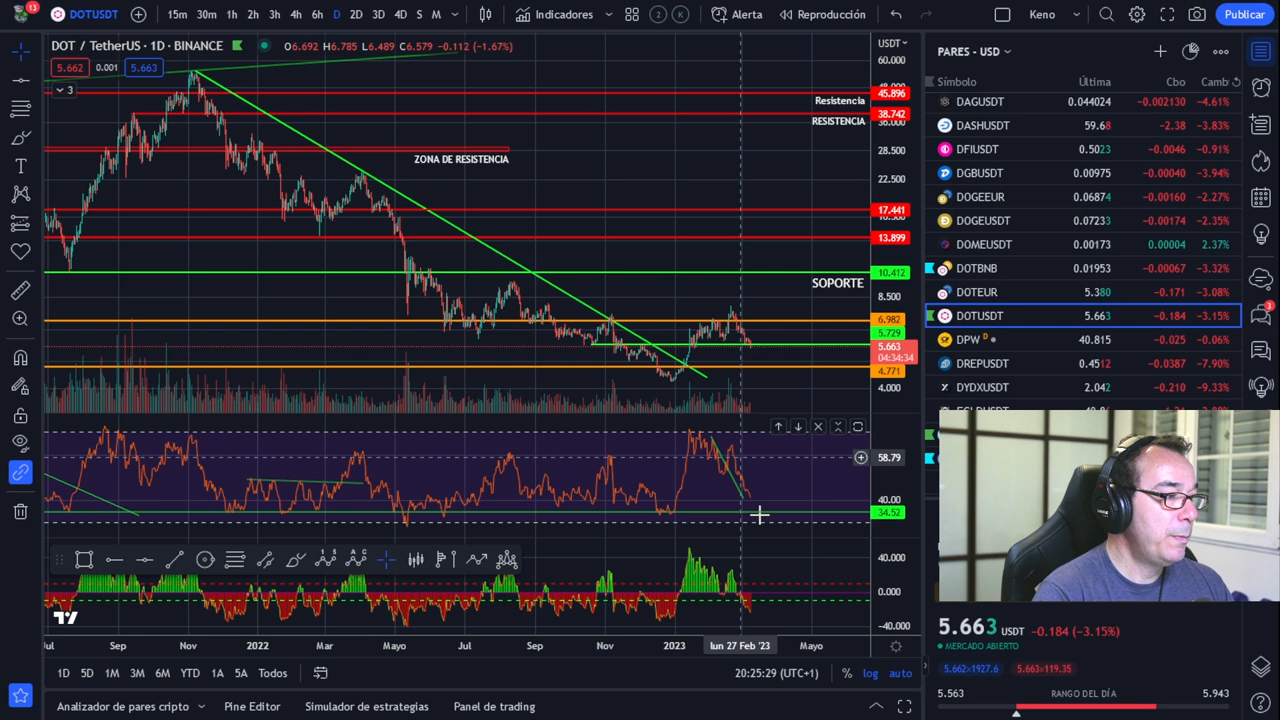 13
DOTUSDT
15m 30m 1h 2h 3h 4h 6h D 2D 3D 4D S M
Indicadores
2 K
Alerta
Reproducción
Keno
Publicar
DOT / TetherUS · 1D · BINANCE
O6.692 H6.785 L6.489 C6.579 -0.112 (-1.67%)
5.662 0.001 5.663
3
USDT
60.000
45.896
Resistencia
38.742
RESISTENCIA
28.500
ZONA DE RESISTENCIA
22.500
17.441
13.899
10.412
SOPORTE
8.500
6.982
5.729
5.663
04:34:34
4.771
4.000
58.79
40.00
34.52
40.000
0.000
-40.000
Jul Sep Nov 2022 Mar Mayo Jul Sep Nov 2023 lun 27 Feb '23 Mayo
1D 5D 1M 3M 6M YTD 1A 5A Todos
20:25:29 (UTC+1) % log auto
Analizador de pares cripto Pine Editor Simulador de estrategias Panel de trading
PARES - USD
Símbolo Última Cbo Camb
DAGUSDT 0.044024 −0.002130 −4.61%
DASHUSDT 59.68 −2.38 −3.83%
DFIUSDT 0.5023 −0.0046 −0.91%
DGBUSDT 0.00975 −0.00040 −3.94%
DOGEEUR 0.06874 −0.00016 −2.27%
DOGEUSDT 0.07233 −0.00174 −2.35%
DOMEUSDT 0.00173 0.00004 2.37%
DOTBNB 0.01953 −0.00067 −3.32%
DOTEUR 5.380 −0.171 −3.08%
DOTUSDT 5.663 −0.184 −3.15%
DPW D 40.815 −0.025 −0.06%
DREPUSDT 0.4512 −0.0387 −7.90%
DYDXUSDT 2.042 −0.210 −9.33%
3
5.663 USDT −0.184 (−3.15%)
MERCADO ABIERTO
5.662×1927.6 5.663×119.35
5.563 RANGO DEL DÍA 5.943